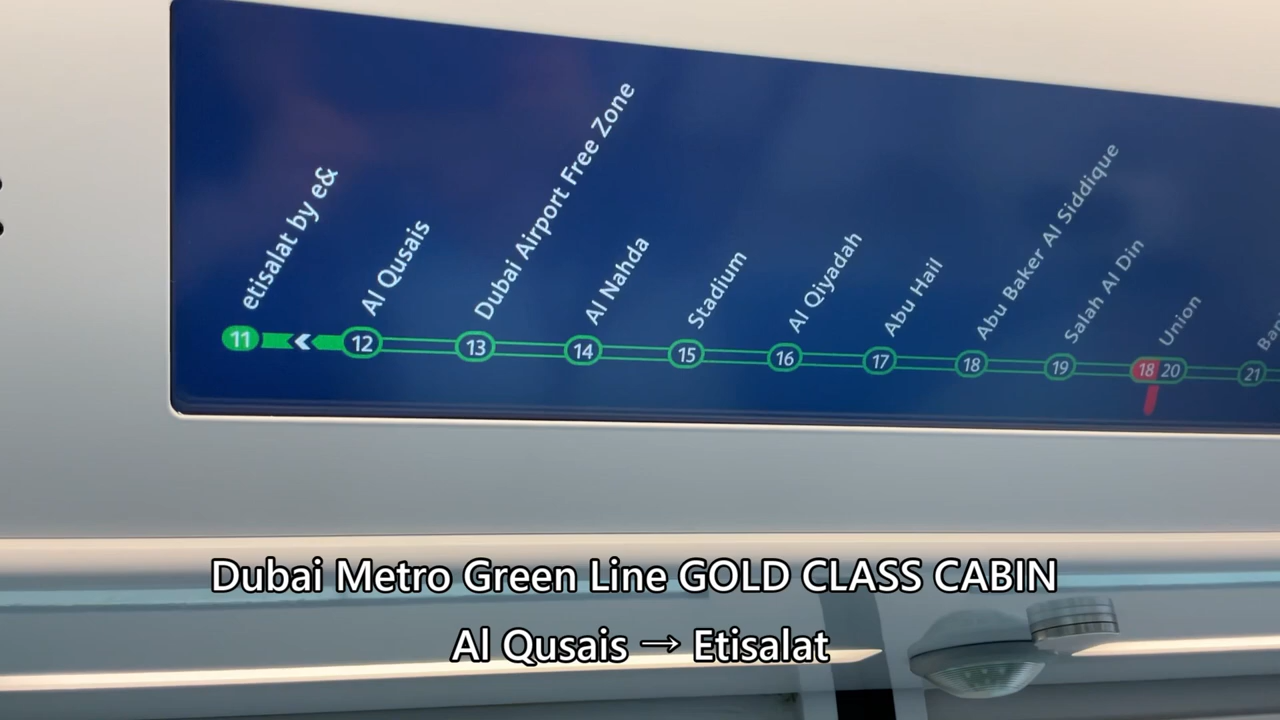 etisalat by e&
Al Qusais
Dubai Airport Free Zone
Al Nahda
Stadium
Al Qiyadah
Abu Hail
Abu Baker Al Siddique
Salah Al Din
Union
11
12
13
14
15
16
17
18
19
18 20
21
Dubai Metro Green Line GOLD CLASS CABIN
Al Qusais → Etisalat